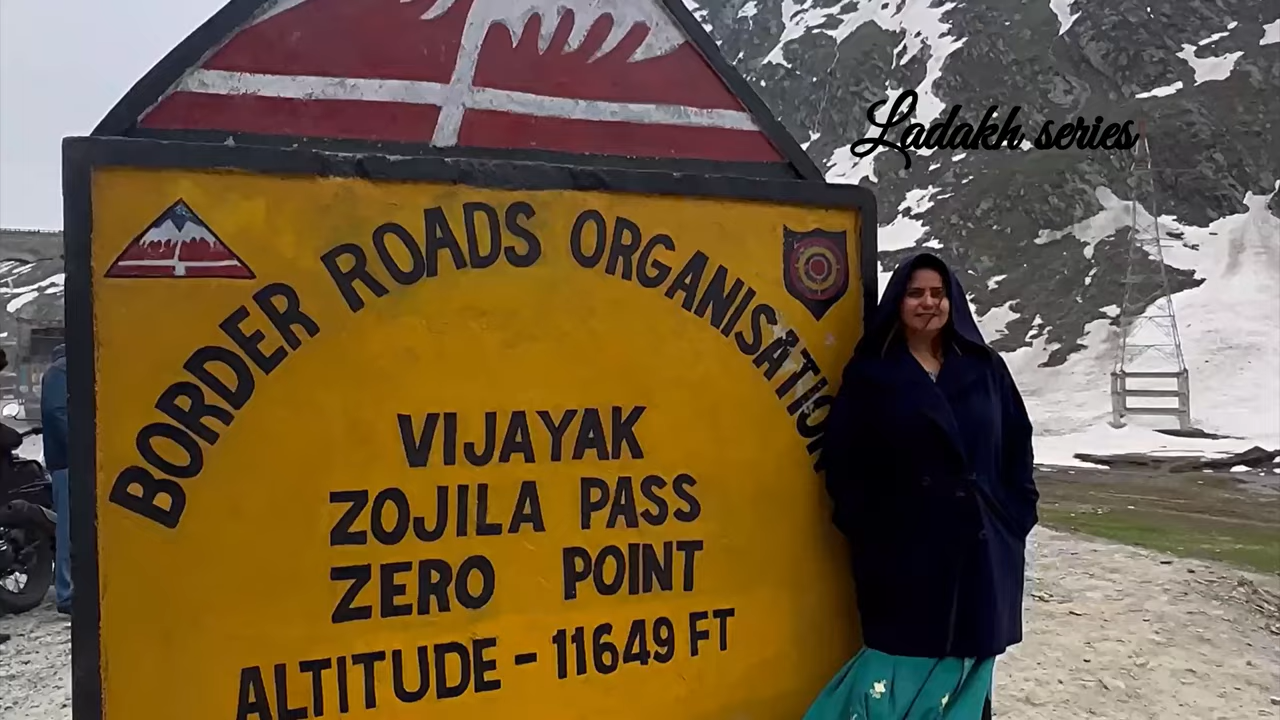 Ladakh series
BORDER ROADS ORGANISATION
VIJAYAK
ZOJILA PASS
ZERO POINT
ALTITUDE - 11649 FT